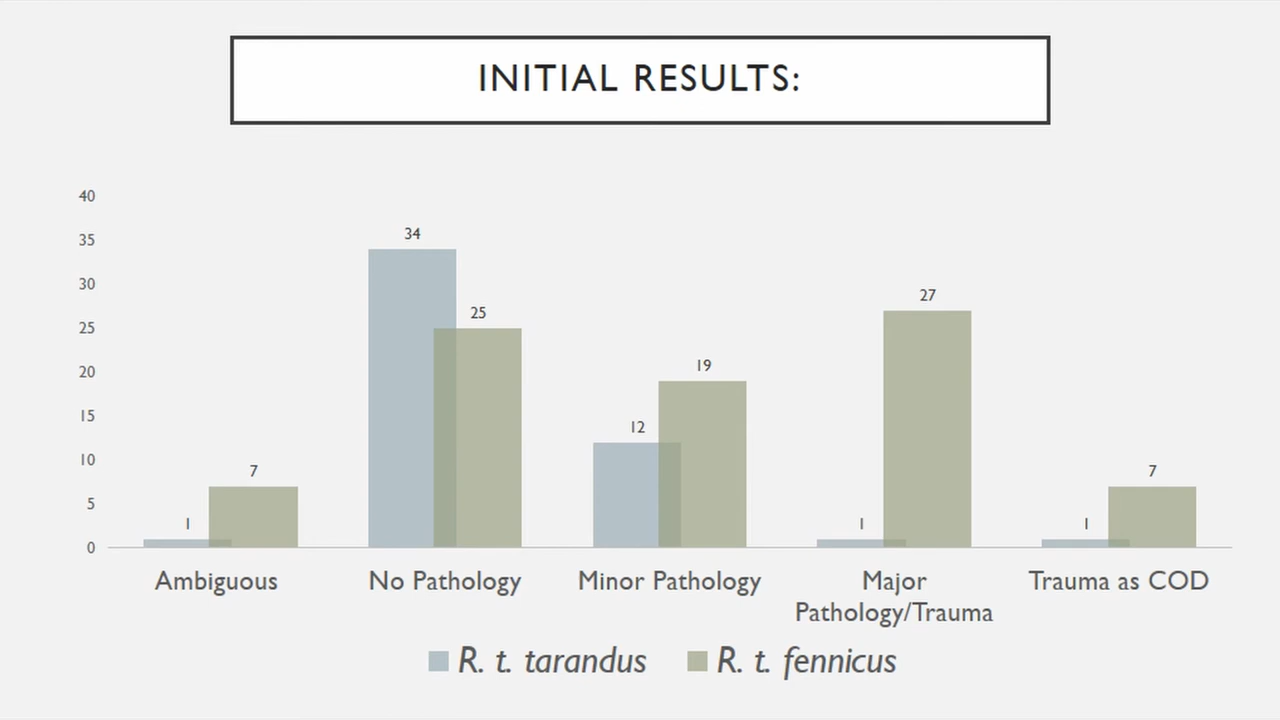 INITIAL RESULTS:
40
35
30
25
20
15
10
5
0
1
7
34
25
12
19
1
27
1
7
Ambiguous
No Pathology
Minor Pathology
Major
Pathology/Trauma
Trauma as COD
R. t. tarandus
R. t. fennicus